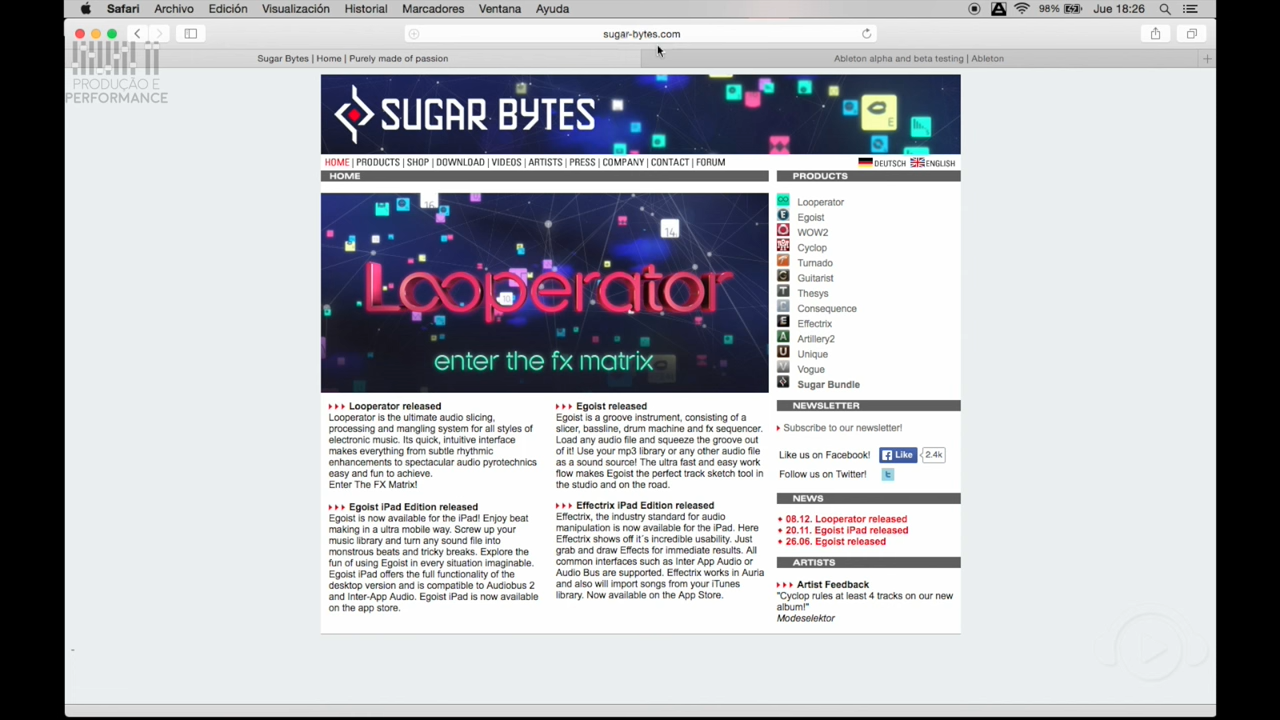 Safari Archivo Edición Visualización Historial Marcadores Ventana Ayuda 98% Jue 18:26
sugar-bytes.com
Sugar Bytes | Home | Purely made of passion
Ableton alpha and beta testing | Ableton
PRODUÇÃO E
PERFORMANCE
SUGAR BYTES
E
HOME | PRODUCTS | SHOP | DOWNLOAD | VIDEOS | ARTISTS | PRESS | COMPANY | CONTACT | FORUM
DEUTSCH ENGLISH
HOME
16
14
10
Looperator
enter the fx matrix
Looperator released
Looperator is the ultimate audio slicing,
processing and mangling system for all styles of
electronic music. Its quick, intuitive interface
makes everything from subtle rhythmic
enhancements to spectacular audio pyrotechnics
easy and fun to achieve.
Enter The FX Matrix!
Egoist released
Egoist is a groove instrument, consisting of a
slicer, bassline, drum machine and fx sequencer.
Load any audio file and squeeze the groove out
of it! Use your mp3 library or any other audio file
as a sound source! The ultra fast and easy work
flow makes Egoist the perfect track sketch tool in
the studio and on the road.
Egoist iPad Edition released
Egoist is now available for the iPad! Enjoy beat
making in a ultra mobile way. Screw up your
music library and turn any sound file into
monstrous beats and tricky breaks. Explore the
fun of using Egoist in every situation imaginable.
Egoist iPad offers the full functionality of the
desktop version and is compatible to Audiobus 2
and Inter-App Audio. Egoist iPad is now available
on the app store.
Effectrix iPad Edition released
Effectrix, the industry standard for audio
manipulation is now available for the iPad. Here
Effectrix shows off it´s incredible usability. Just
grab and draw Effects for immediate results. All
common interfaces such as Inter App Audio or
Audio Bus are supported. Effectrix works in Auria
and also will import songs from your iTunes
library. Now available on the App Store.
PRODUCTS
Looperator
Egoist
WOW2
Cyclop
Turnado
Guitarist
Thesys
Consequence
Effectrix
Artillery2
Unique
Vogue
Sugar Bundle
NEWSLETTER
Subscribe to our newsletter!
Like us on Facebook! Like 2.4k
Follow us on Twitter!
NEWS
08.12. Looperator released
20.11. Egoist iPad released
26.06. Egoist released
ARTISTS
Artist Feedback
"Cyclop rules at least 4 tracks on our new
album!"
Modeselektor